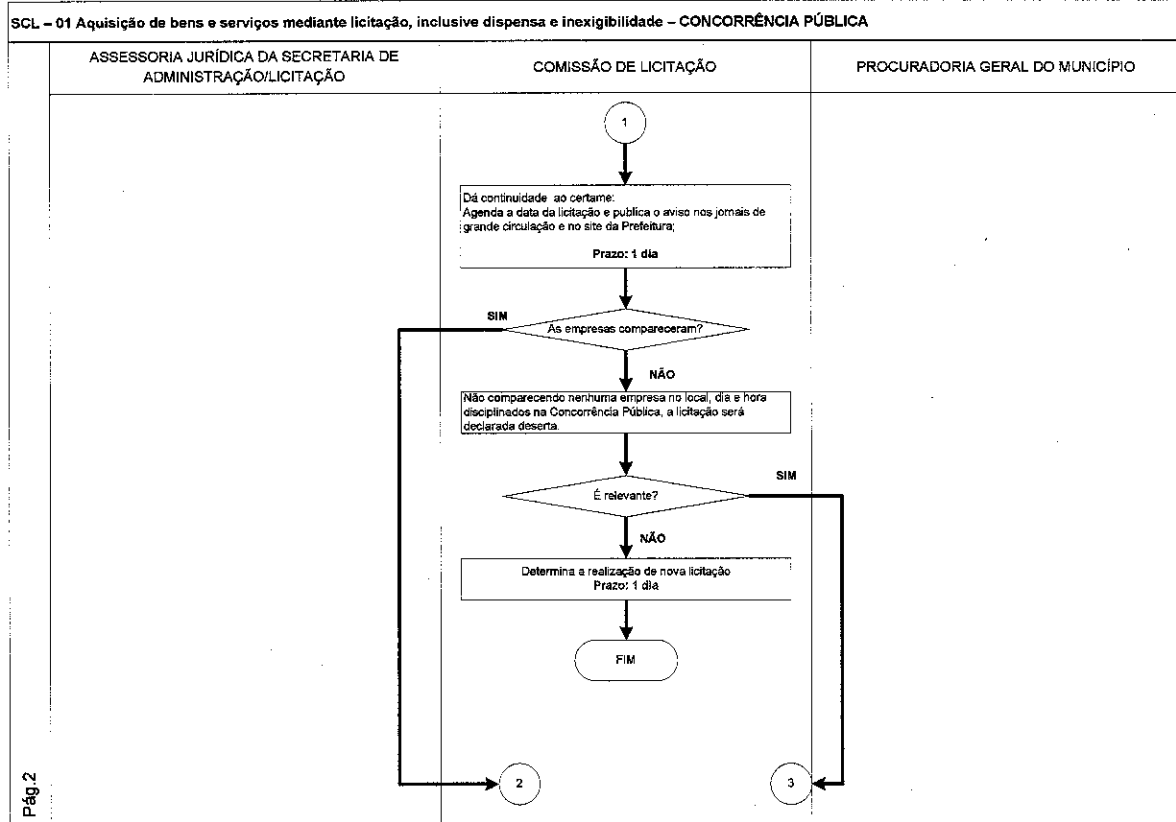 SCL – 01 Aquisição de bens e serviços mediante licitação, inclusive dispensa e inexigibilidade – CONCORRÊNCIA PÚBLICA
ASSESSORIA JURÍDICA DA SECRETARIA DE
ADMINISTRAÇÃO/LICITAÇÃO
COMISSÃO DE LICITAÇÃO
PROCURADORIA GERAL DO MUNICÍPIO
1
Dá continuidade ao certame:
Agenda a data da licitação e publica o aviso nos jornais de
grande circulação e no site da Prefeitura;
Prazo: 1 dia
SIM
As empresas compareceram?
NÃO
Não comparecendo nenhuma empresa no local, dia e hora
disciplinados na Concorrência Pública, a licitação será
declarada deserta.
SIM
É relevante?
NÃO
Determina a realização de nova licitação
Prazo: 1 dia
FIM
2
3
Pág.2